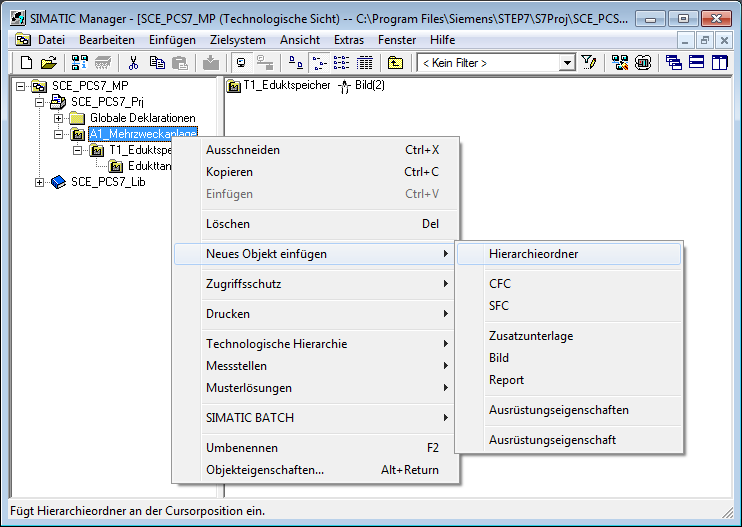 SIMATIC Manager - [SCE_PCS7_MP (Technologische Sicht) -- C:\Program Files\Siemens\STEP7\S7Proj\SCE_PCS...
Datei Bearbeiten Einfügen Zielsystem Ansicht Extras Fenster Hilfe
< Kein Filter >
SCE_PCS7_MP
SCE_PCS7_Prj
Globale Deklarationen
A1_Mehrzweckanlage
T1_Eduktspe
Edukttan
SCE_PCS7_Lib
T1_Eduktspeicher Bild(2)
Ausschneiden Ctrl+X
Kopieren Ctrl+C
Einfügen Ctrl+V
Löschen Del
Neues Objekt einfügen
Zugriffsschutz
Drucken
Technologische Hierarchie
Messstellen
Musterlösungen
SIMATIC BATCH
Umbenennen F2
Objekteigenschaften... Alt+Return
Hierarchieordner
CFC
SFC
Zusatzunterlage
Bild
Report
Ausrüstungseigenschaften
Ausrüstungseigenschaft
Fügt Hierarchieordner an der Cursorposition ein.